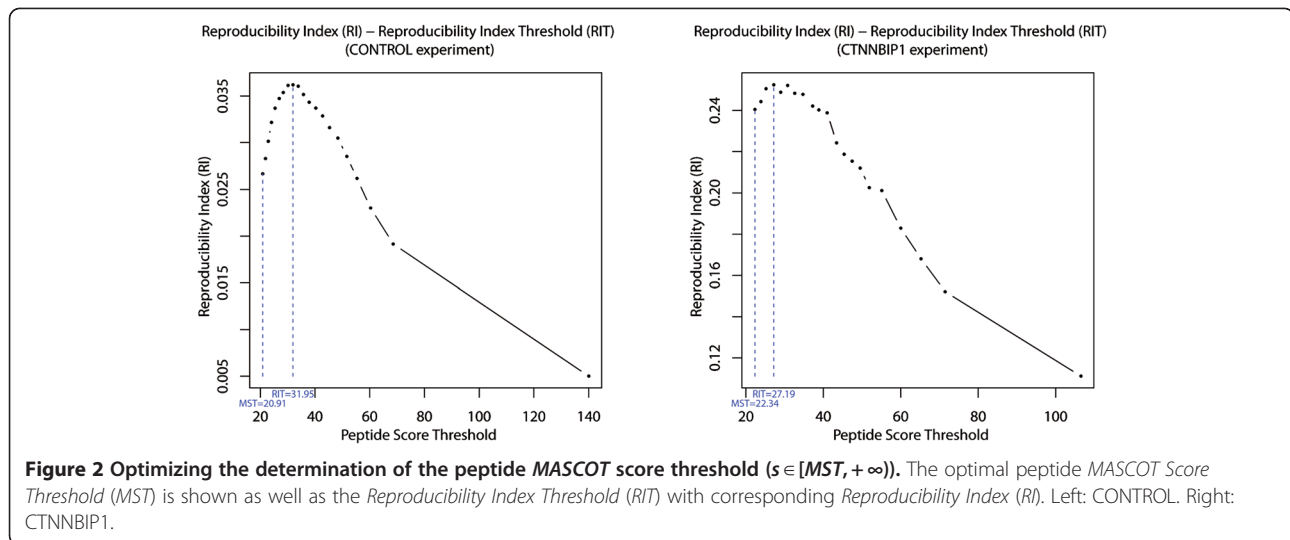 Reproducibility Index (RI) − Reproducibility Index Threshold (RIT)
(CONTROL experiment)
Reproducibility Index (RI)
0.035
0.025
0.015
0.005
RIT=31.95
MST=20.91
20 40 60 80 100 120 140
Peptide Score Threshold
Reproducibility Index (RI) − Reproducibility Index Threshold (RIT)
(CTNNBIP1 experiment)
Reproducibility Index (RI)
0.24
0.20
0.16
0.12
RIT=27.19
MST=22.34
20 40 60 80 100
Peptide Score Threshold
Figure 2 Optimizing the determination of the peptide MASCOT score threshold (s ∈ [MST, + ∞)). The optimal peptide MASCOT Score
Threshold (MST) is shown as well as the Reproducibility Index Threshold (RIT) with corresponding Reproducibility Index (RI). Left: CONTROL. Right:
CTNNBIP1.